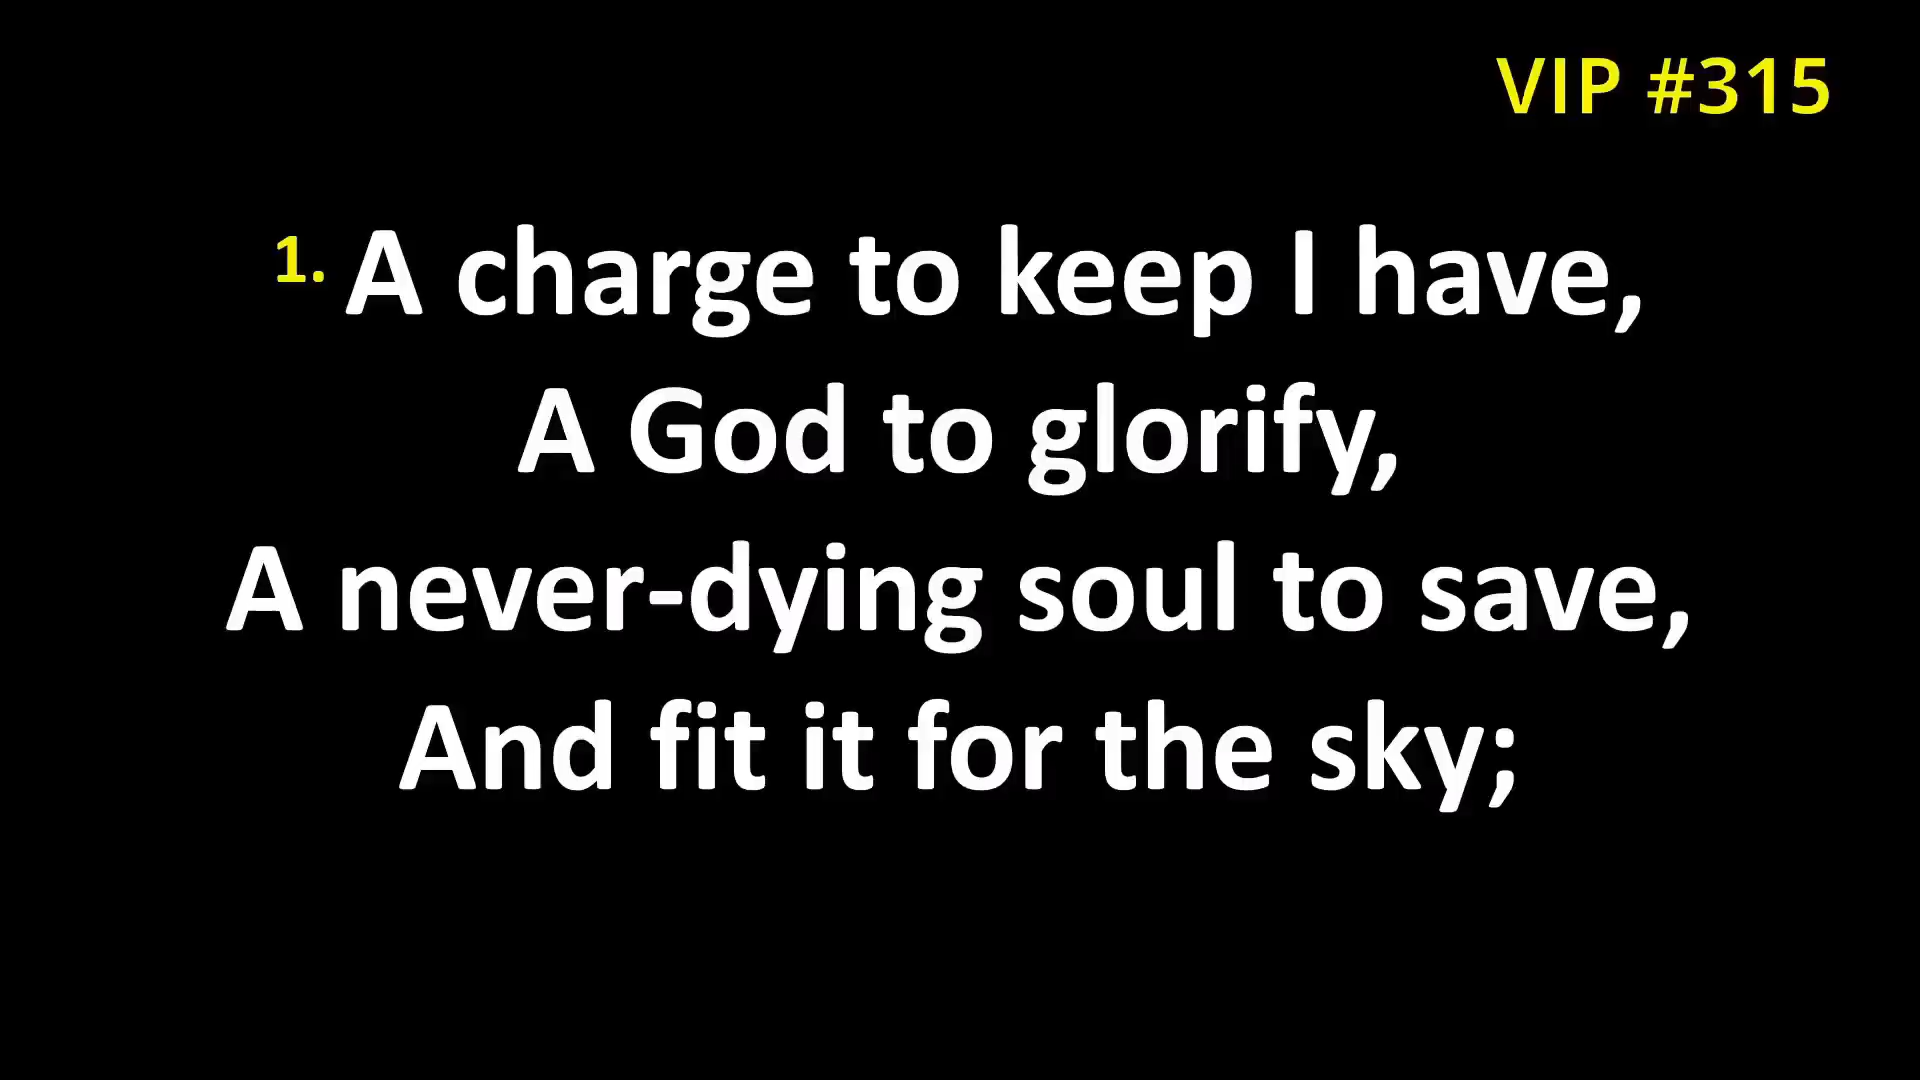 VIP #315
1. A charge to keep I have,
A God to glorify,
A never-dying soul to save,
And fit it for the sky;